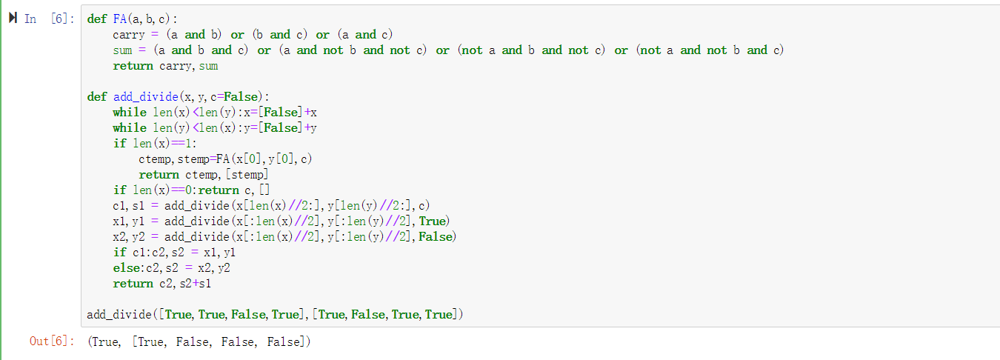 In [6]: def FA(a,b,c):
    carry = (a and b) or (b and c) or (a and c)
    sum = (a and b and c) or (a and not b and not c) or (not a and b and not c) or (not a and not b and c)
    return carry,sum

def add_divide(x,y,c=False):
    while len(x)<len(y):x=[False]+x
    while len(y)<len(x):y=[False]+y
    if len(x)==1:
        ctemp,stemp=FA(x[0],y[0],c)
        return ctemp,[stemp]
    if len(x)==0:return c,[]
    c1,s1 = add_divide(x[len(x)//2:],y[len(y)//2:],c)
    x1,y1 = add_divide(x[:len(x)//2],y[:len(y)//2],True)
    x2,y2 = add_divide(x[:len(x)//2],y[:len(y)//2],False)
    if c1:c2,s2 = x1,y1
    else:c2,s2 = x2,y2
    return c2,s2+s1

add_divide([True,True,False,True],[True,False,True,True])
Out[6]: (True, [True, False, False, False])